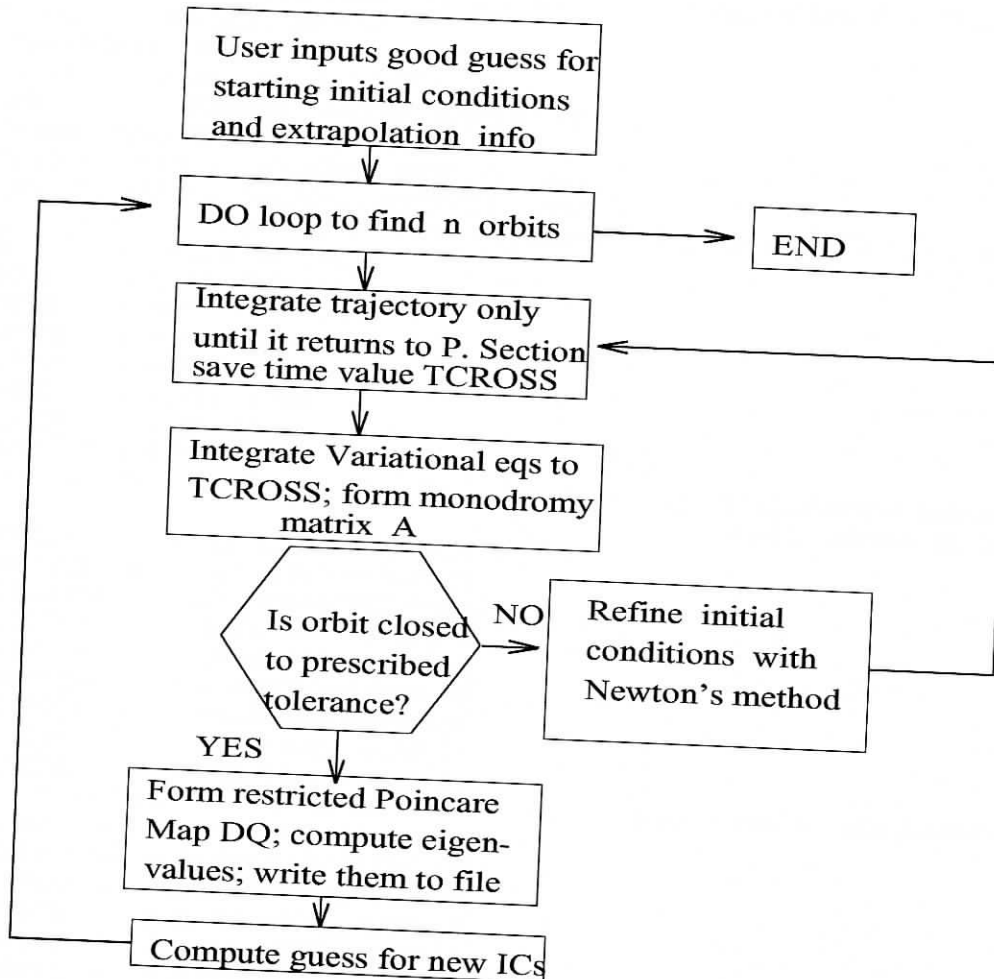 User inputs good guess for
starting initial conditions
and extrapolation info
DO loop to find n orbits
END
Integrate trajectory only
until it returns to P. Section
save time value TCROSS
Integrate Variational eqs to
TCROSS; form monodromy
matrix A
Is orbit closed
to prescribed
tolerance?
NO
Refine initial
conditions with
Newton's method
YES
Form restricted Poincare
Map DQ; compute eigen-
values; write them to file
Compute guess for new ICs